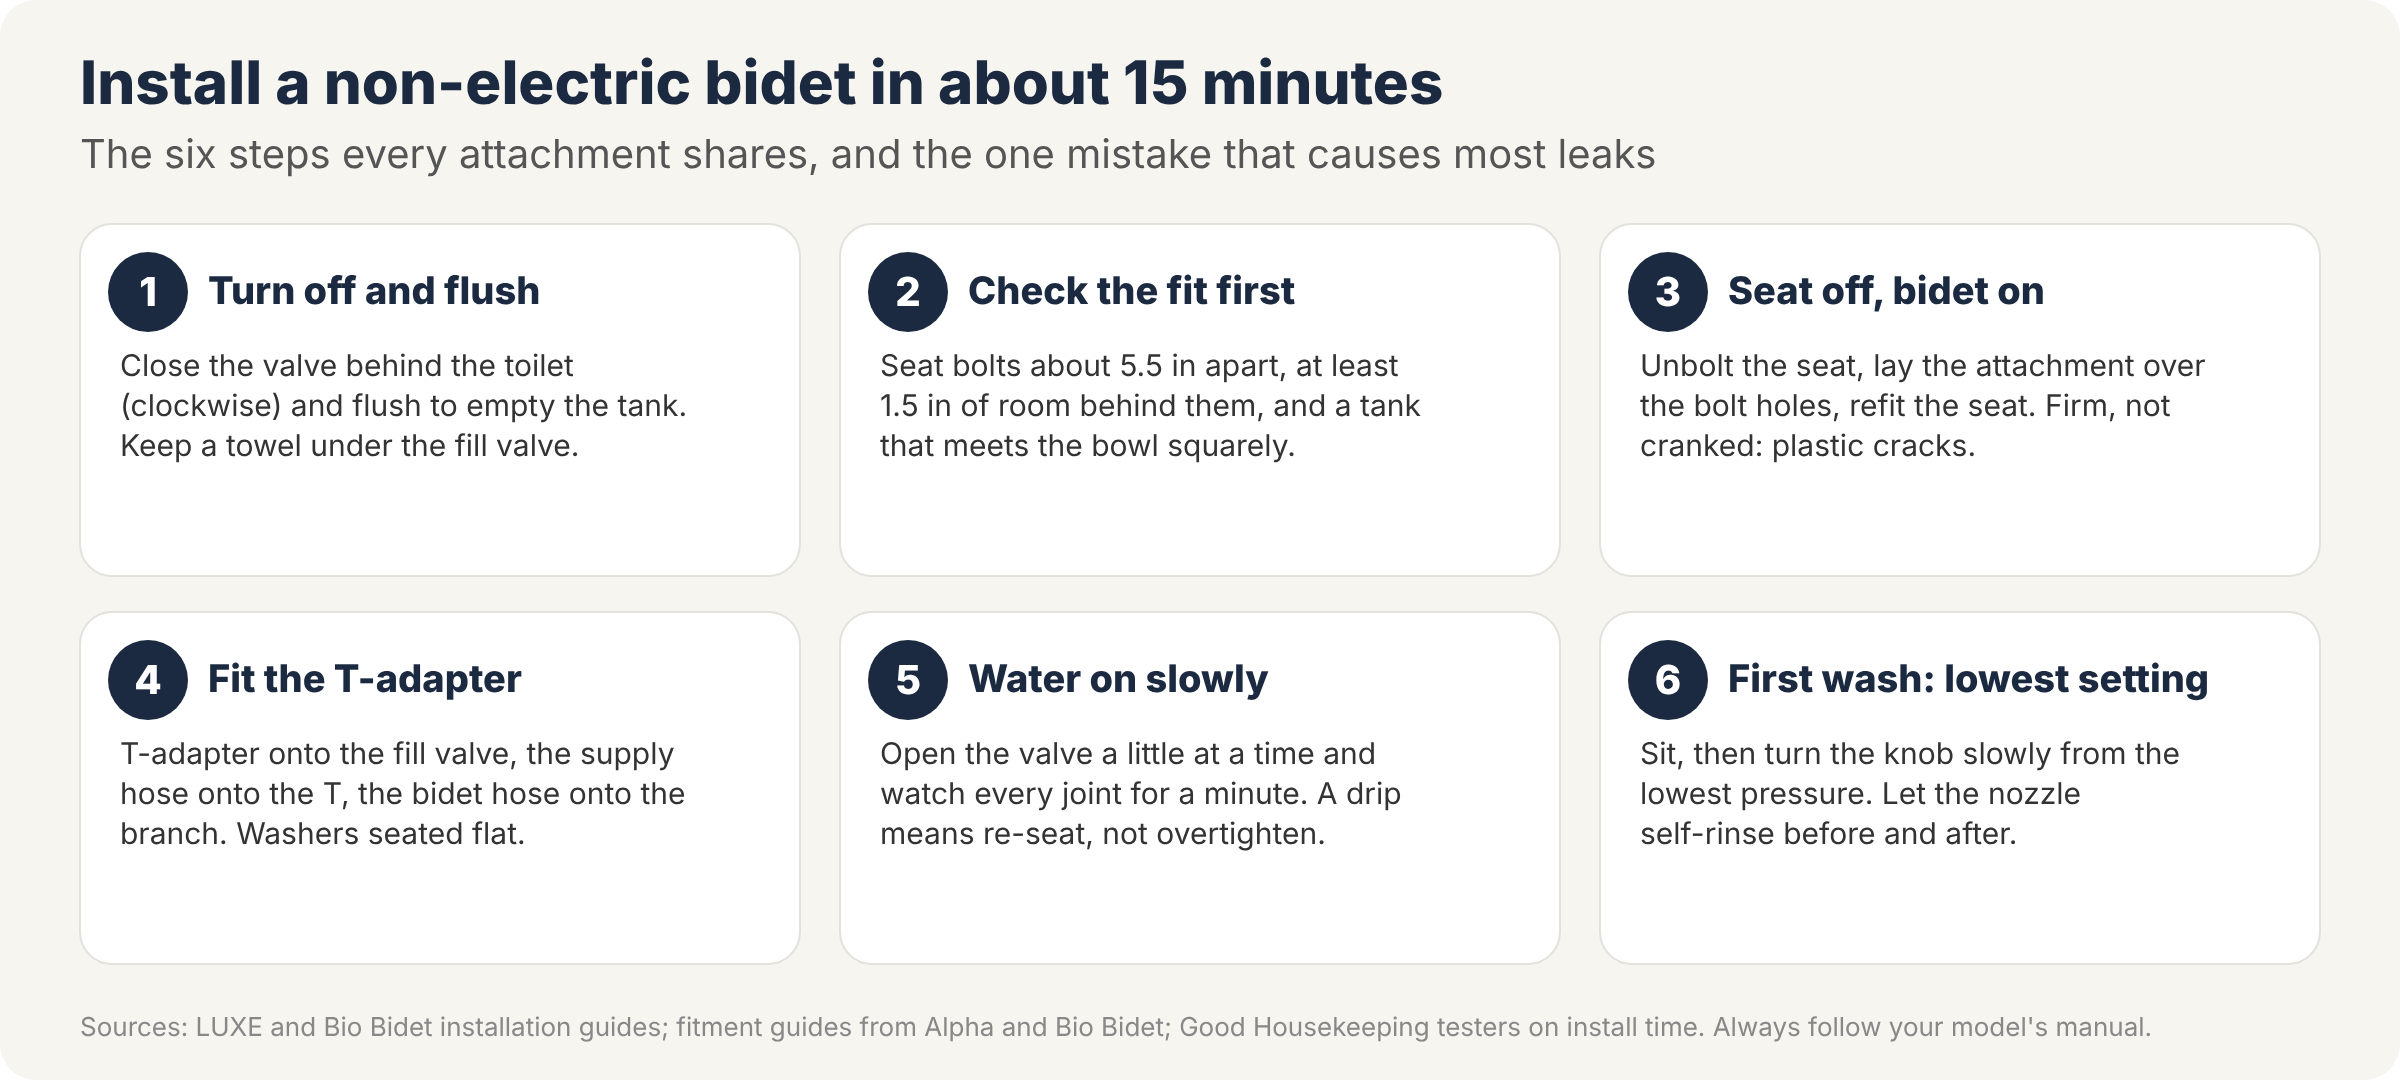 Install a non-electric bidet in about 15 minutes
The six steps every attachment shares, and the one mistake that causes most leaks
1 Turn off and flush
Close the valve behind the toilet
(clockwise) and flush to empty the tank.
Keep a towel under the fill valve.
2 Check the fit first
Seat bolts about 5.5 in apart, at least
1.5 in of room behind them, and a tank
that meets the bowl squarely.
3 Seat off, bidet on
Unbolt the seat, lay the attachment over
the bolt holes, refit the seat. Firm, not
cranked: plastic cracks.
4 Fit the T-adapter
T-adapter onto the fill valve, the supply
hose onto the T, the bidet hose onto the
branch. Washers seated flat.
5 Water on slowly
Open the valve a little at a time and
watch every joint for a minute. A drip
means re-seat, not overtighten.
6 First wash: lowest setting
Sit, then turn the knob slowly from the
lowest pressure. Let the nozzle
self-rinse before and after.
Sources: LUXE and Bio Bidet installation guides; fitment guides from Alpha and Bio Bidet; Good Housekeeping testers on install time. Always follow your model's manual.